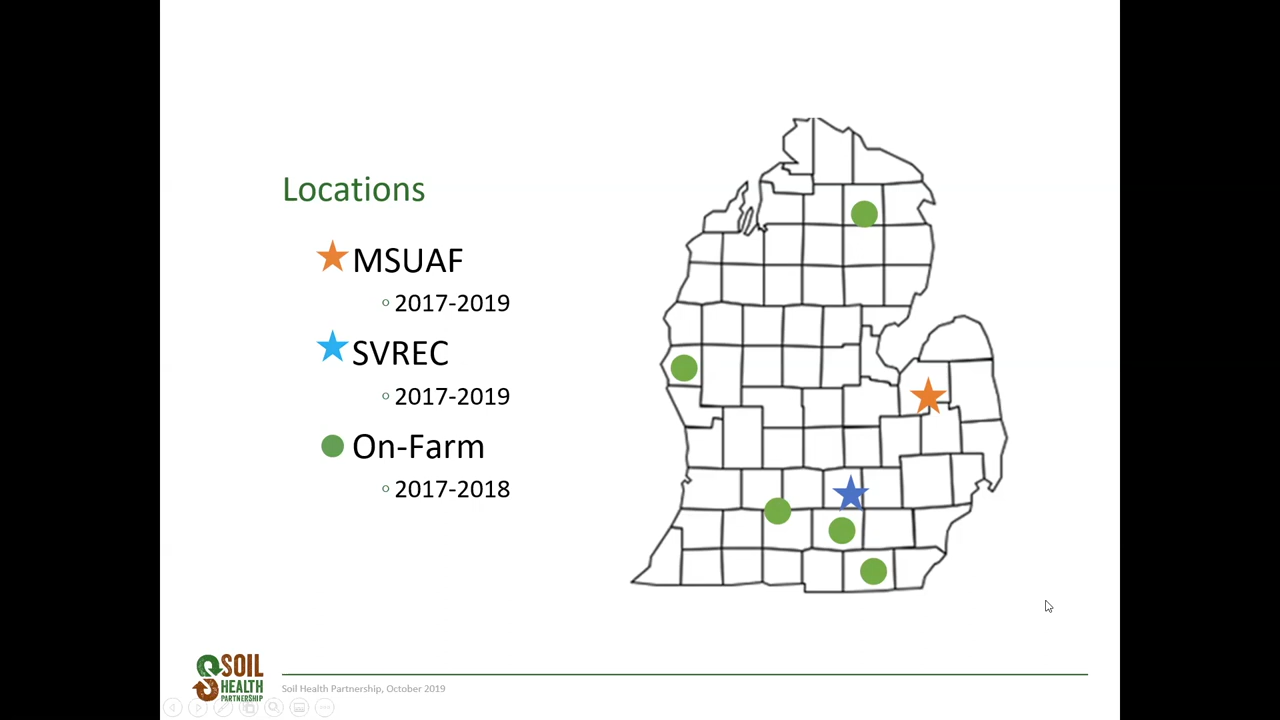 Locations
MSUAF
2017-2019
SVREC
2017-2019
On-Farm
2017-2018
SOIL
HEALTH
PARTNERSHIP
Soil Health Partnership, October 2019